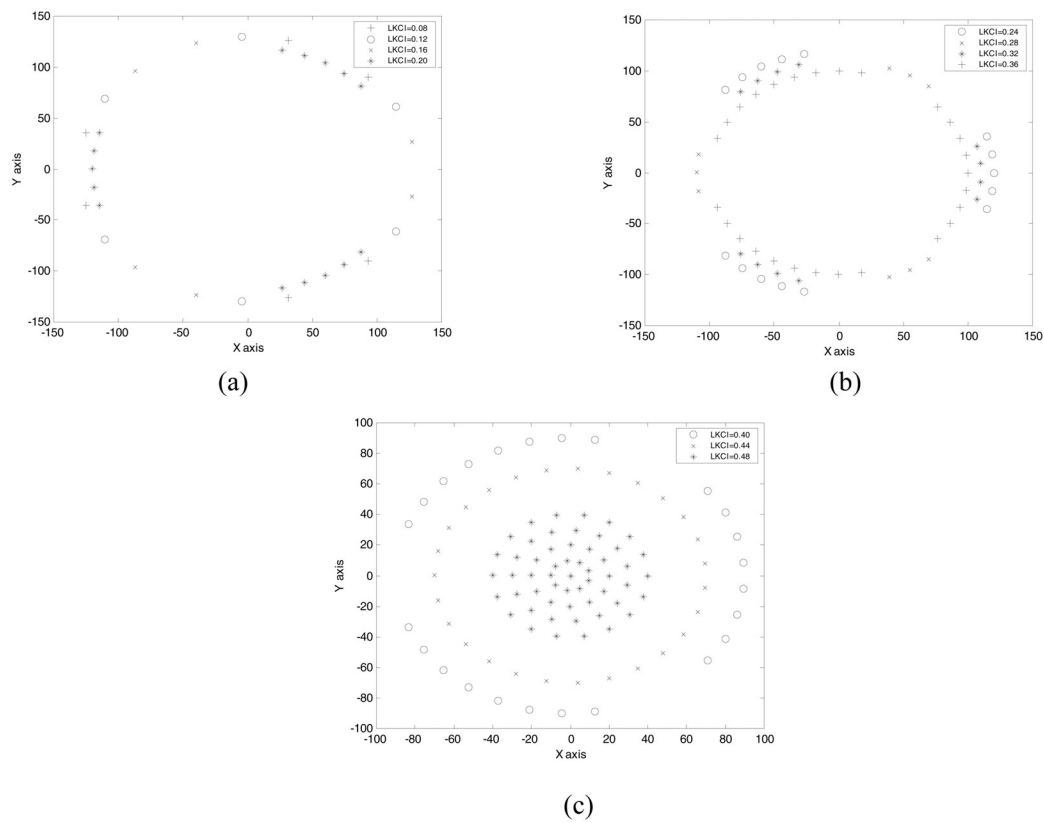 150
100
50
0
-50
-100
-150
-150 -100 -50 0 50 100 150
Y axis
X axis
LKCI=0.08
LKCI=0.12
LKCI=0.16
LKCI=0.20
(a)
150
100
50
0
-50
-100
-150
-150 -100 -50 0 50 100 150
Y axis
X axis
LKCI=0.24
LKCI=0.28
LKCI=0.32
LKCI=0.36
(b)
100
80
60
40
20
0
-20
-40
-60
-80
-100
-100 -80 -60 -40 -20 0 20 40 60 80 100
Y axis
X axis
LKCI=0.40
LKCI=0.44
LKCI=0.48
(c)